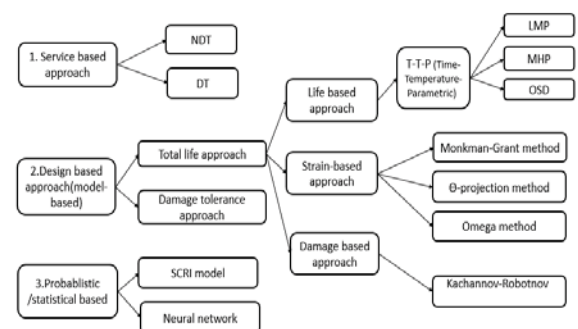 1. Service based
approach
NDT
DT
2.Design based
approach(model-
based)
Total life approach
Damage tolerance
approach
Life based
approach
T-T-P (Time-
Temperature-
Parametric)
LMP
MHP
OSD
Strain-based
approach
Monkman-Grant method
Θ-projection method
Omega method
Damage based
approach
Kachannov-Robotnov
3.Probablistic
/statistical based
SCRI model
Neural network